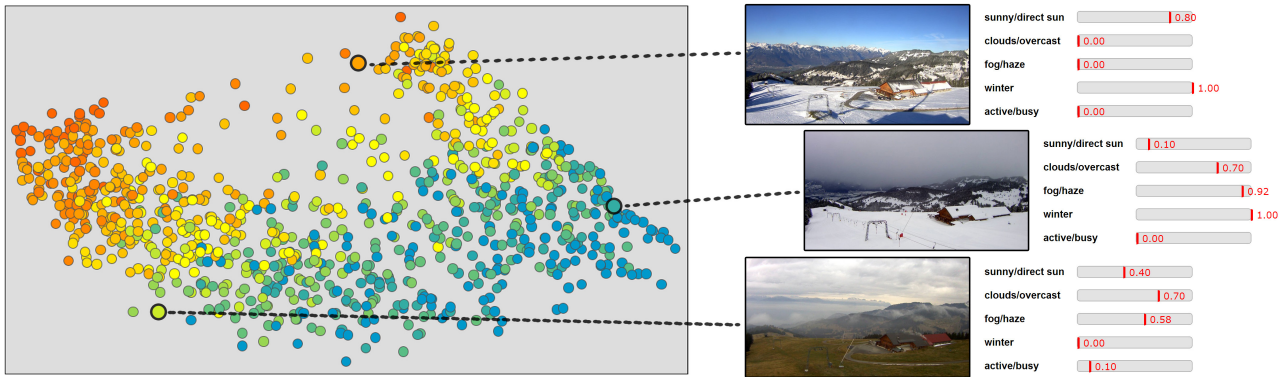 sunny/direct sun 0.80
clouds/overcast 0.00
fog/haze 0.00
winter 1.00
active/busy 0.00
sunny/direct sun 0.10
clouds/overcast 0.70
fog/haze 0.92
winter 1.00
active/busy 0.00
sunny/direct sun 0.40
clouds/overcast 0.70
fog/haze 0.58
winter 0.00
active/busy 0.10